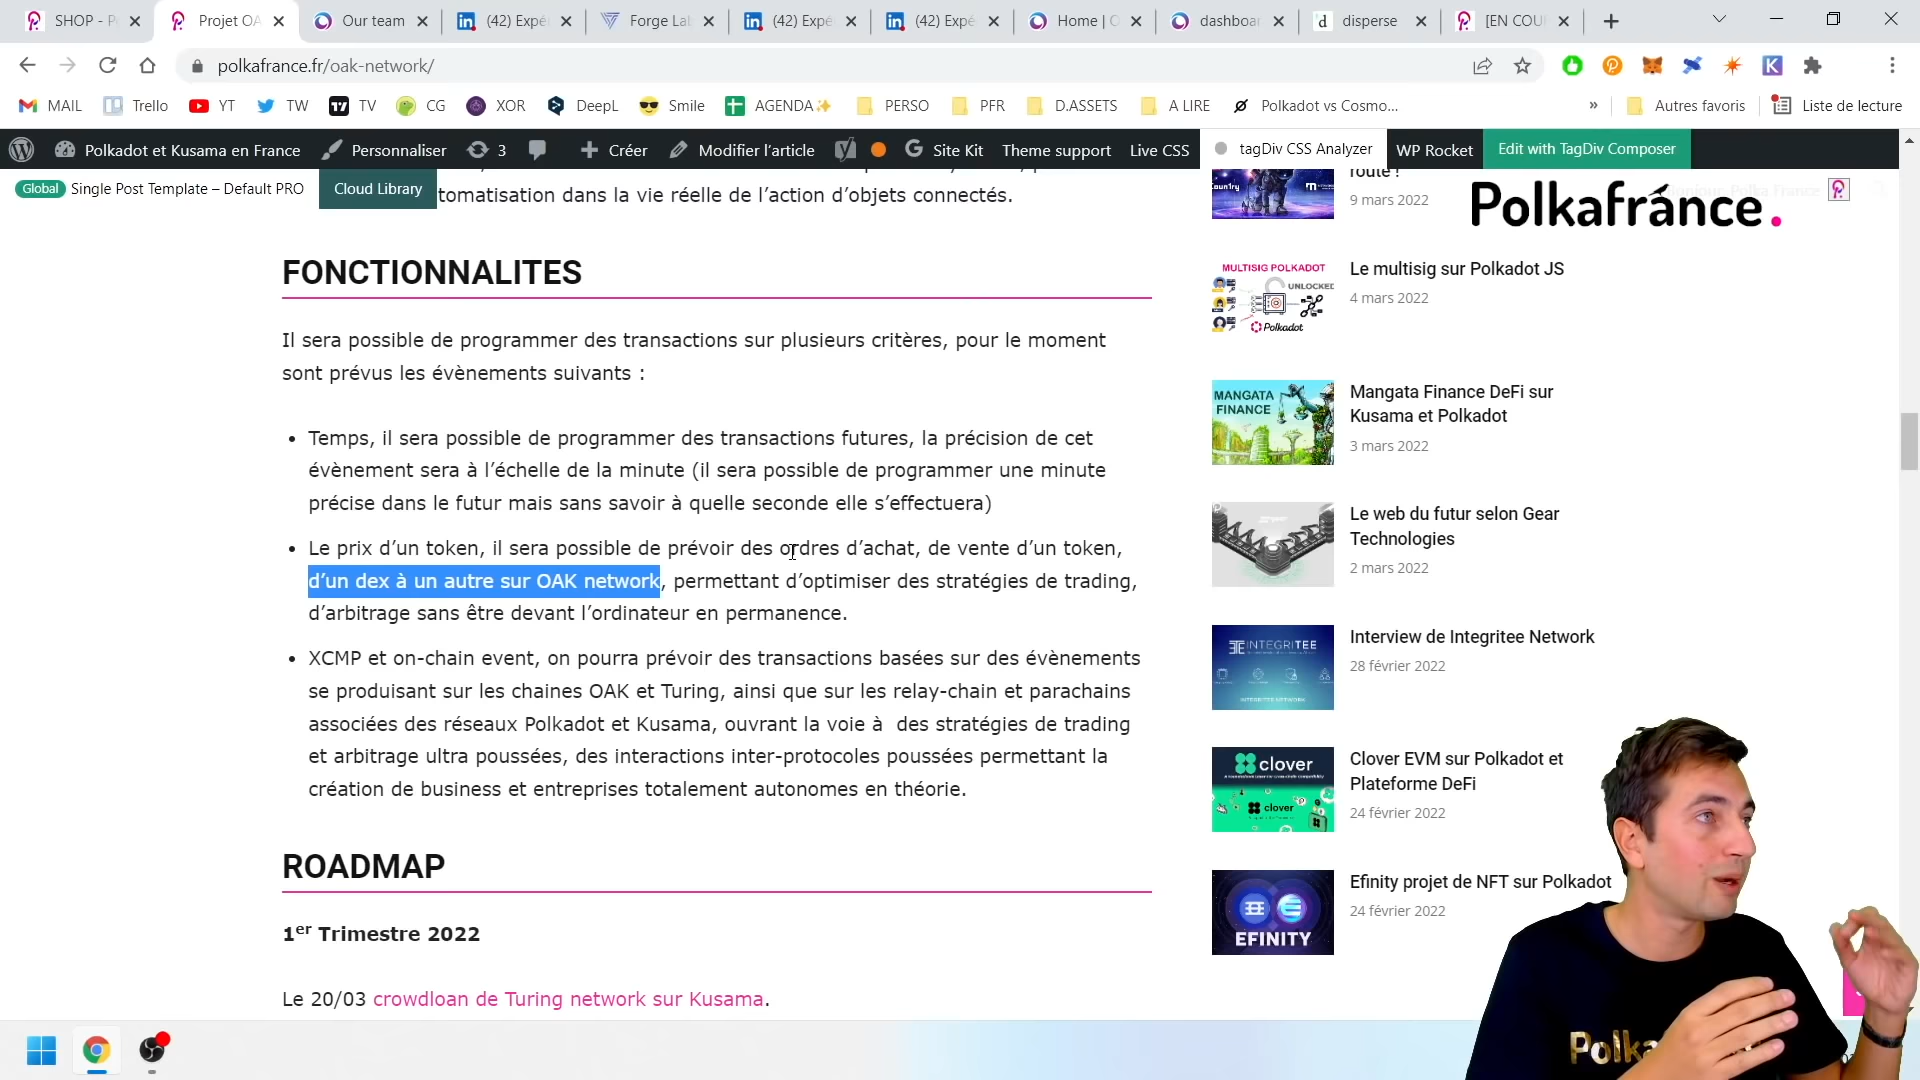 SHOP - P
Projet OA
Our team
(42) Expé
Forge La
(42) Expé
(42) Expé
Home | O
dashboar
disperse
[EN COU
polkafrance.fr/oak-network/
MAIL
Trello
YT
TW
TV
CG
XOR
DeepL
Smile
AGENDA✨
PERSO
PFR
D.ASSETS
A LIRE
Polkadot vs Cosmo...
»
Autres favoris
Liste de lecture
Polkadot et Kusama en France
Personnaliser
3
Créer
Modifier l’article
Site Kit
Theme support
Live CSS
tagDiv CSS Analyzer
WP Rocket
Edit with TagDiv Composer
Global
Single Post Template – Default PRO
Cloud Library
Bonjour, Polka France
tomatisation dans la vie réelle de l’action d’objets connectés.
FONCTIONNALITES
Il sera possible de programmer des transactions sur plusieurs critères, pour le moment
sont prévus les évènements suivants :
• Temps, il sera possible de programmer des transactions futures, la précision de cet
évènement sera à l’échelle de la minute (il sera possible de programmer une minute
précise dans le futur mais sans savoir à quelle seconde elle s’effectuera)
• Le prix d’un token, il sera possible de prévoir des ordres d’achat, de vente d’un token,
d’un dex à un autre sur OAK network, permettant d’optimiser des stratégies de trading,
d’arbitrage sans être devant l’ordinateur en permanence.
• XCMP et on-chain event, on pourra prévoir des transactions basées sur des évènements
se produisant sur les chaines OAK et Turing, ainsi que sur les relay-chain et parachains
associées des réseaux Polkadot et Kusama, ouvrant la voie à  des stratégies de trading
et arbitrage ultra poussées, des interactions inter-protocoles poussées permettant la
création de business et entreprises totalement autonomes en théorie.
ROADMAP
1er Trimestre 2022
Le 20/03 crowdloan de Turing network sur Kusama.
route !
9 mars 2022
Polkafrance.
MULTISIG POLKADOT
UNLOCKED
Polkadot
Le multisig sur Polkadot JS
4 mars 2022
MANGATA
FINANCE
Mangata Finance DeFi sur
Kusama et Polkadot
3 mars 2022
Le web du futur selon Gear
Technologies
2 mars 2022
INTEGRITEE
INTEGRITEE NETWORK
Interview de Integritee Network
28 février 2022
clover
clover
Clover EVM sur Polkadot et
Plateforme DeFi
24 février 2022
EFINITY
Efinity projet de NFT sur Polkadot
24 février 2022
Polka